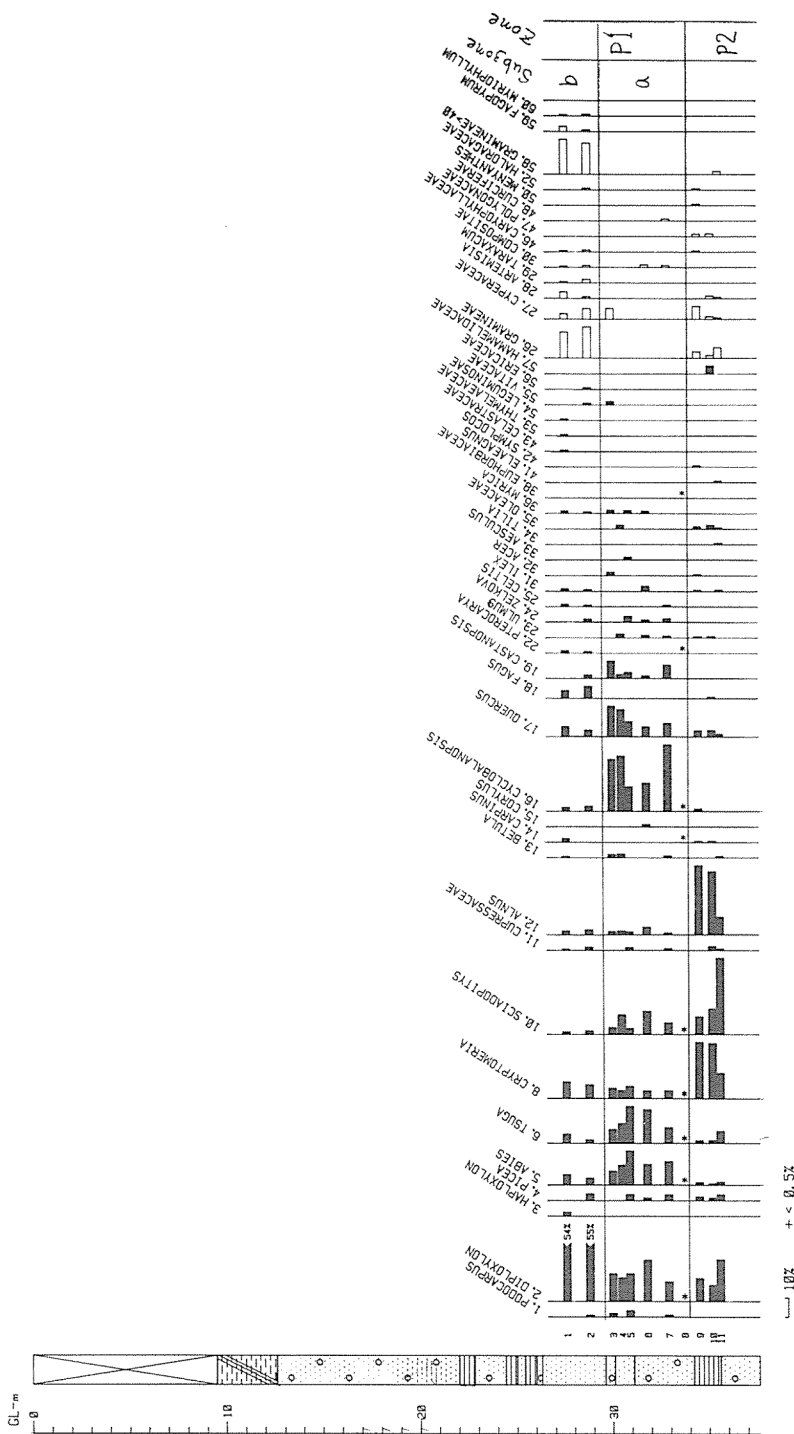 Zone
Subzone
P1
P2
b
a
60. MYRIOPHYLLUM
59. FAGOPYRUM
58. GRAMINEAE>40
52. HALORAGACEAE
50. MENYANTHES
48. CURCIFERAE
47. POLYGONACEAE
46. CARYOPHYLLACEAE
30. COMPOSITAE
29. TARAXACUM
28. ARTEMISIA
27. CYPERACEAE
26. GRAMINEAE
57. HAMMELIDACEAE
56. ERICACEAE
55. VITACEAE
54. LEGUMINOSAE
53. THYMELAEACEAE
43. CELASTRACEAE
42. SYMPLOCOS
41. ELAEAGNUS
38. EUPHORBIACEAE
36. MYRICA
35. OLEACEAE
34. TILIA
33. AESCULUS
32. ACER
31. ILEX
25. CELTIS
24. ZELKOVA
23. ULMUS
22. PTEROCARYA
19. CASTANOPSIS
18. FAGUS
17. QUERCUS
16. CYCLOBALANOPSIS
15. CORYLUS
14. CARPINUS
13. BETULA
12. ALNUS
11. CUPRESSACEAE
10. SCIADOPITYS
8. CRYPTOMERIA
6. TSUGA
5. ABIES
4. PICEA
3. HAPLOXYLON
2. DIPLOXYLON
1. PODOCARPUS
54%
55%
1
2
3
4
5
6
7
8
9
10
11
10%
+ < 0.5%
GL-m
0
10
20
30